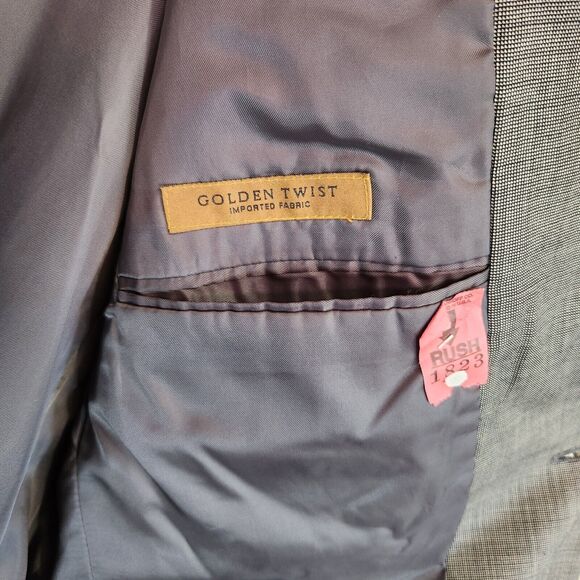 GOLDEN TWIST
IMPORTED FABRIC
RUSH
1823